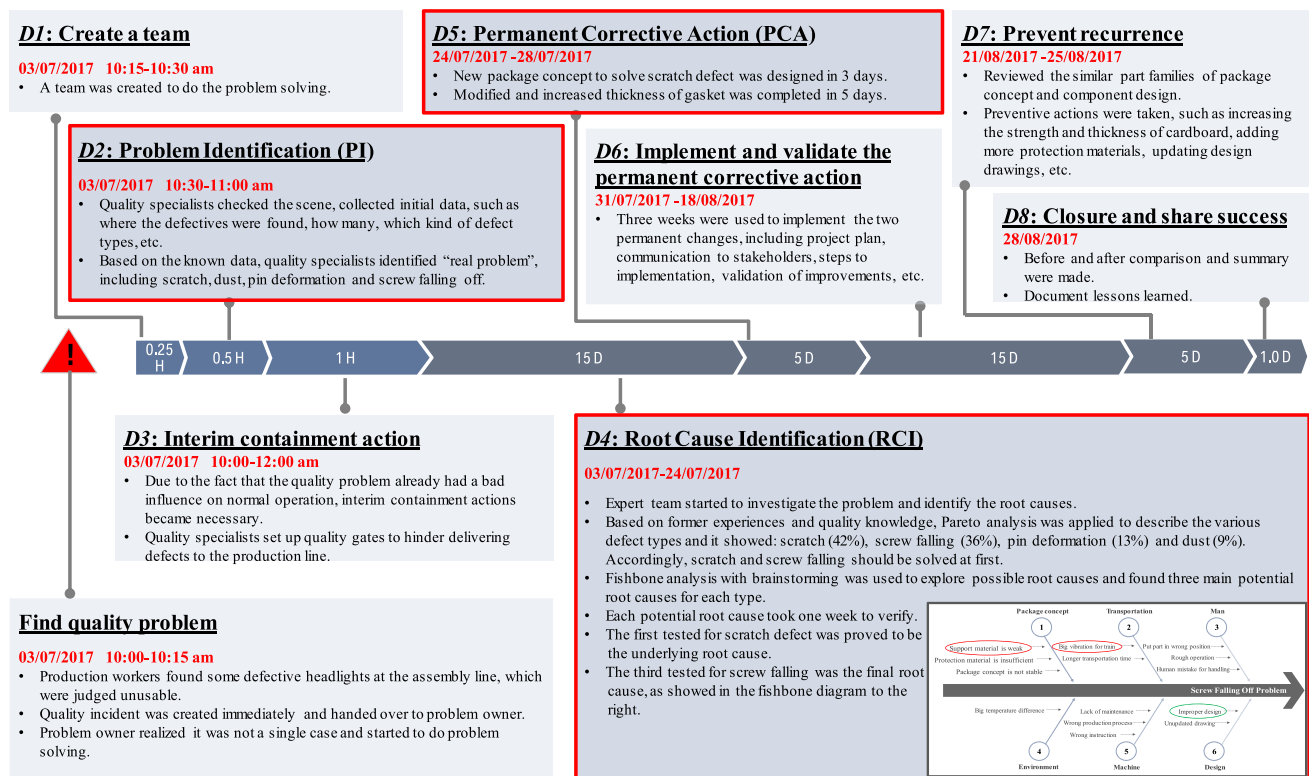 D1: Create a team
03/07/2017 10:15-10:30 am
• A team was created to do the problem solving.
D2: Problem Identification (PI)
03/07/2017 10:30-11:00 am
• Quality specialists checked the scene, collected initial data, such as
where the defectives were found, how many, which kind of defect
types, etc.
• Based on the known data, quality specialists identified “real problem”,
including scratch, dust, pin deformation and screw falling off.
D5: Permanent Corrective Action (PCA)
24/07/2017 -28/07/2017
• New package concept to solve scratch defect was designed in 3 days.
• Modified and increased thickness of gasket was completed in 5 days.
D6: Implement and validate the
permanent corrective action
31/07/2017 -18/08/2017
• Three weeks were used to implement the two
permanent changes, including project plan,
communication to stakeholders, steps to
implementation, validation of improvements, etc.
D7: Prevent recurrence
21/08/2017 -25/08/2017
• Reviewed the similar part families of package
concept and component design.
• Preventive actions were taken, such as increasing
the strength and thickness of cardboard, adding
more protection materials, updating design
drawings, etc.
D8: Closure and share success
28/08/2017
• Before and after comparison and summary
were made.
• Document lessons learned.
!
0.25
H
0.5 H
1 H
15 D
5 D
15 D
5 D
1.0 D
D3: Interim containment action
03/07/2017 10:00-12:00 am
• Due to the fact that the quality problem already had a bad
influence on normal operation, interim containment actions
became necessary.
• Quality specialists set up quality gates to hinder delivering
defects to the production line.
Find quality problem
03/07/2017 10:00-10:15 am
• Production workers found some defective headlights at the assembly line, which
were judged unusable.
• Quality incident was created immediately and handed over to problem owner.
• Problem owner realized it was not a single case and started to do problem
solving.
D4: Root Cause Identification (RCI)
03/07/2017-24/07/2017
• Expert team started to investigate the problem and identify the root causes.
• Based on former experiences and quality knowledge, Pareto analysis was applied to describe the various
defect types and it showed: scratch (42%), screw falling (36%), pin deformation (13%) and dust (9%).
Accordingly, scratch and screw falling should be solved at first.
• Fishbone analysis with brainstorming was used to explore possible root causes and found three main potential
root causes for each type.
• Each potential root cause took one week to verify.
• The first tested for scratch defect was proved to be
the underlying root cause.
• The third tested for screw falling was the final root
cause, as showed in the fishbone diagram to the
right.
Package concept
Transportation
Man
1
2
3
Support material is weak
Protection material is insufficient
Package concept is not stable
Big vibration for train
Longer transportation time
Put part in wrong position
Rough operation
Human mistake for handling
Screw Falling Off Problem
Big temperature difference
Lack of maintenance
Wrong production process
Wrong instruction
Improper design
Unupdated drawing
4
5
6
Environment
Machine
Design